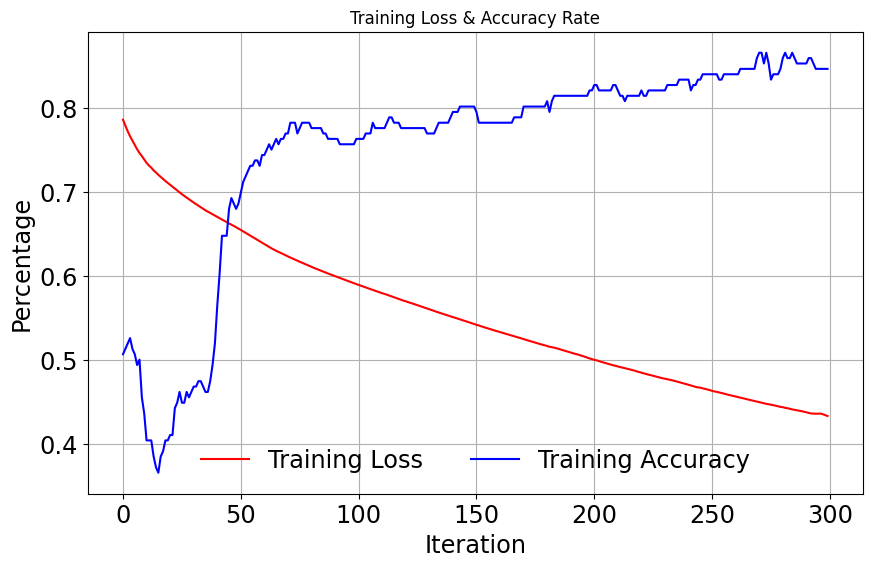 Training Loss & Accuracy Rate
Percentage
0.8
0.7
0.6
0.5
0.4
Training Loss
Training Accuracy
0 50 100 150 200 250 300
Iteration